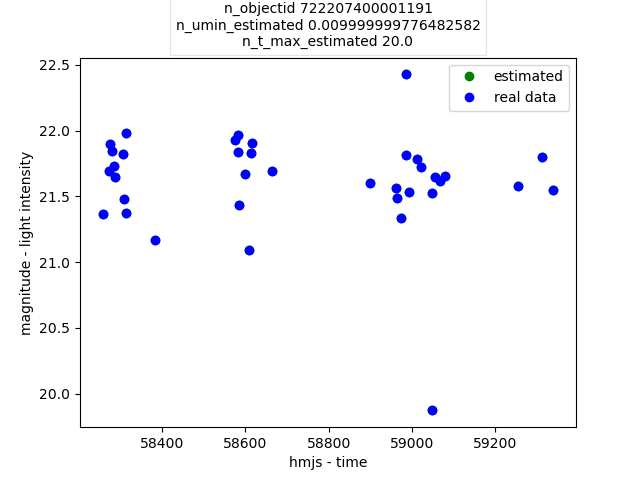 n_objectid 722207400001191
n_umin_estimated 0.009999999776482582
n_t_max_estimated 20.0
22.5
22.0
21.5
21.0
20.5
20.0
magnitude - light intensity
estimated
real data
58400 58600 58800 59000 59200
hmjs - time